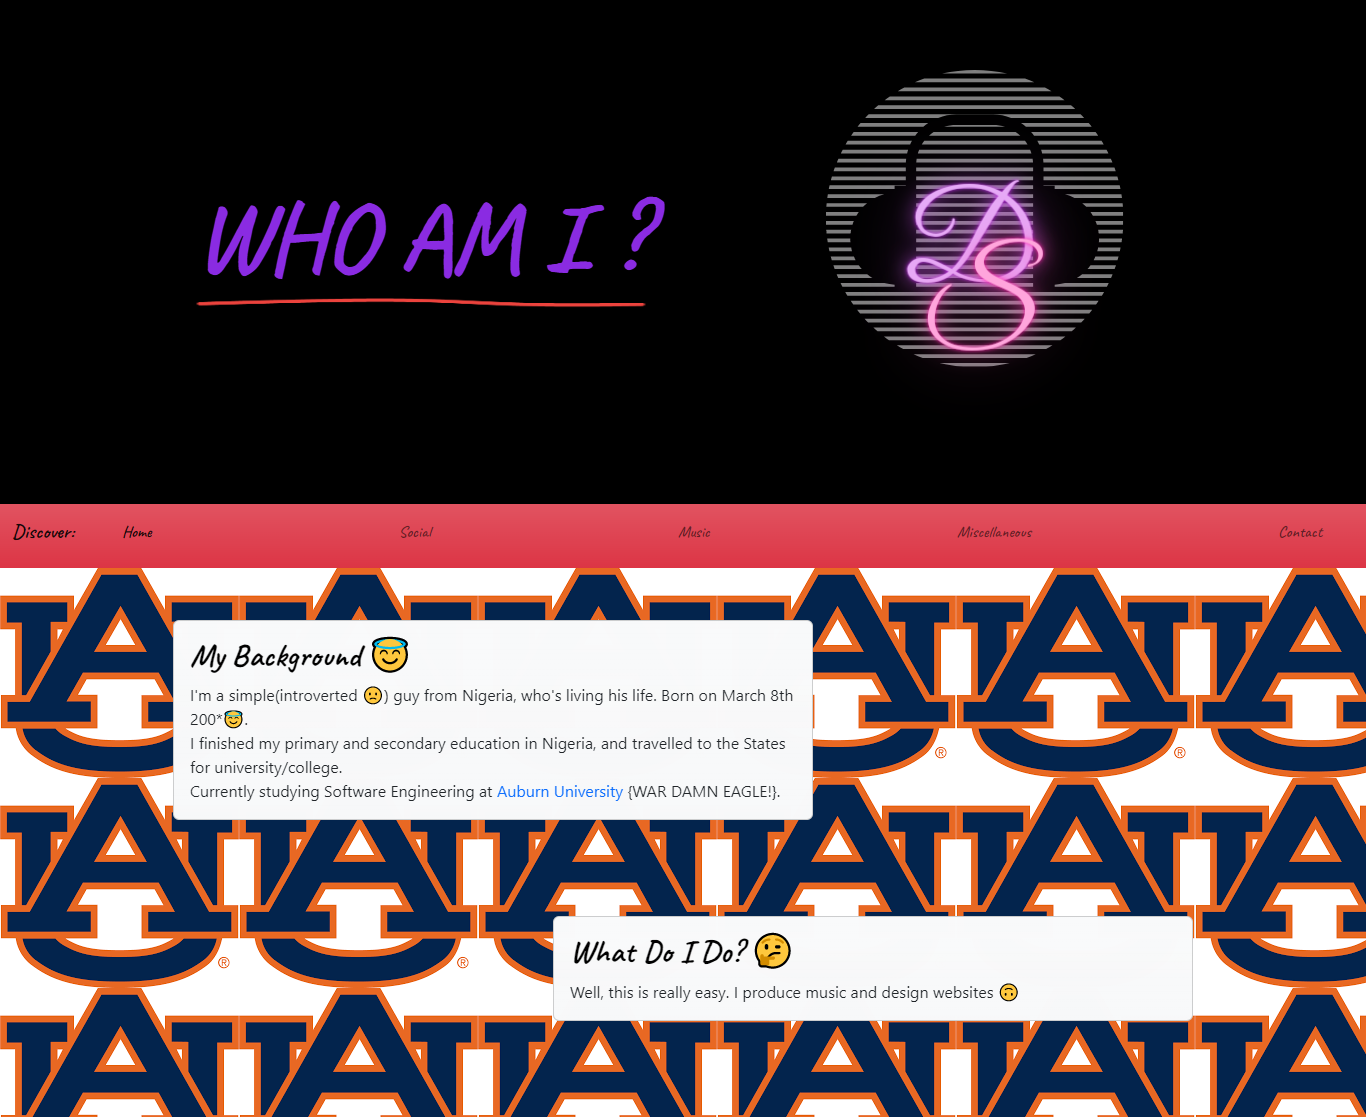 WHO AM I ?
DS
Discover: Home Social Music Miscellaneous Contact
My Background 😇
I'm a simple(introverted 🙁) guy from Nigeria, who's living his life. Born on March 8th
200*😇.
I finished my primary and secondary education in Nigeria, and travelled to the States
for university/college.
Currently studying Software Engineering at Auburn University {WAR DAMN EAGLE!}.
What Do I Do? 🤔
Well, this is really easy. I produce music and design websites 🙃